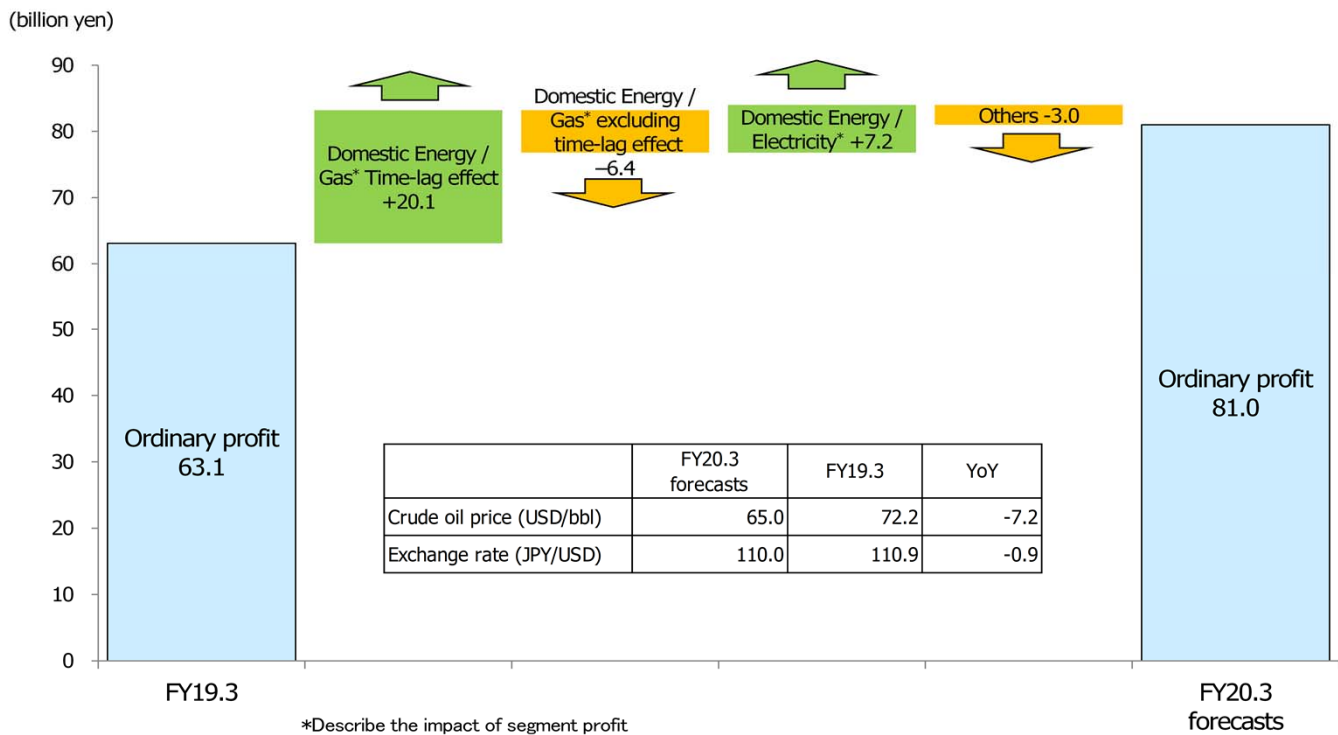 (billion yen)
90
80
70
60
50
40
30
20
10
0
Ordinary profit
63.1
Domestic Energy /
Gas* Time-lag effect
+20.1
Domestic Energy /
Gas* excluding
time-lag effect
−6.4
Domestic Energy /
Electricity* +7.2
Others -3.0
Ordinary profit
81.0
FY20.3 forecasts FY19.3 YoY
Crude oil price (USD/bbl) 65.0 72.2 -7.2
Exchange rate (JPY/USD) 110.0 110.9 -0.9
FY19.3
FY20.3
forecasts
*Describe the impact of segment profit